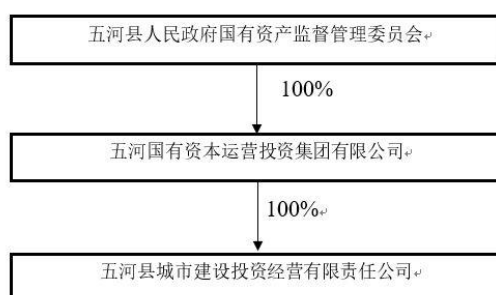 五河县人民政府国有资产监督管理委员会
100%
五河国有资本运营投资集团有限公司
100%
五河县城市建设投资经营有限责任公司